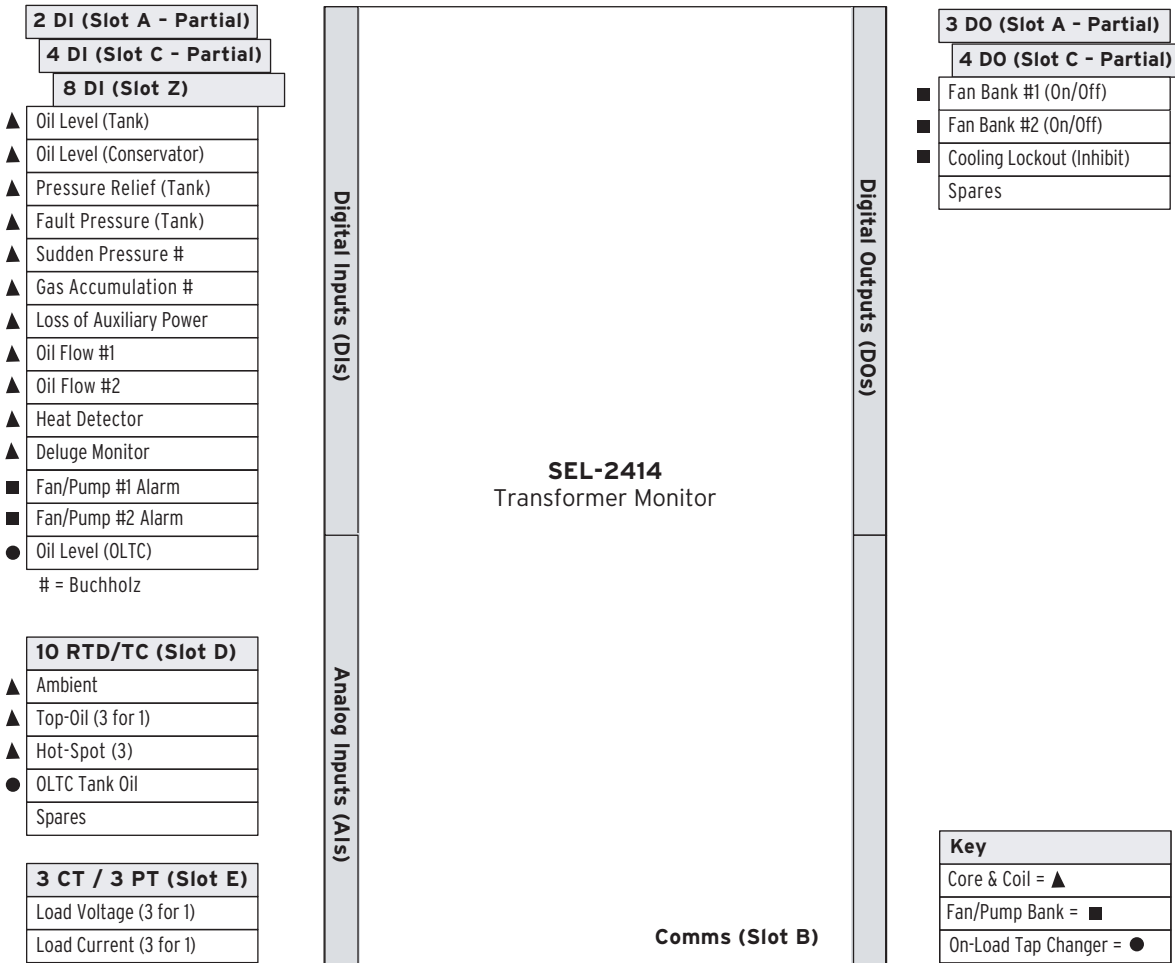 2 DI (Slot A - Partial)
4 DI (Slot C - Partial)
8 DI (Slot Z)
Oil Level (Tank)
Oil Level (Conservator)
Pressure Relief (Tank)
Fault Pressure (Tank)
Sudden Pressure #
Gas Accumulation #
Loss of Auxiliary Power
Oil Flow #1
Oil Flow #2
Heat Detector
Deluge Monitor
Fan/Pump #1 Alarm
Fan/Pump #2 Alarm
Oil Level (OLTC)
# = Buchholz
10 RTD/TC (Slot D)
Ambient
Top-Oil (3 for 1)
Hot-Spot (3)
OLTC Tank Oil
Spares
3 CT / 3 PT (Slot E)
Load Voltage (3 for 1)
Load Current (3 for 1)
Digital Inputs (DIs)
Analog Inputs (AIs)
SEL-2414
Transformer Monitor
Comms (Slot B)
Digital Outputs (DOs)
3 DO (Slot A - Partial)
4 DO (Slot C - Partial)
Fan Bank #1 (On/Off)
Fan Bank #2 (On/Off)
Cooling Lockout (Inhibit)
Spares
Key
Core & Coil = ▲
Fan/Pump Bank = ■
On-Load Tap Changer = ●